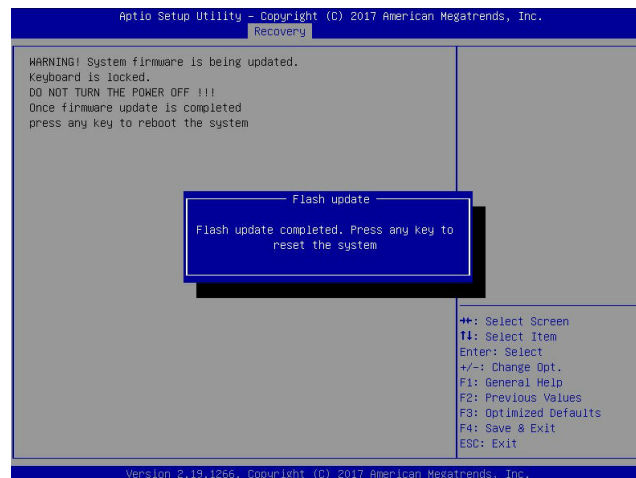 Aptio Setup Utility – Copyright (C) 2017 American Megatrends, Inc.
Recovery
WARNING! System firmware is being updated.
Keyboard is locked.
DO NOT TURN THE POWER OFF !!!
Once firmware update is completed
press any key to reboot the system
Flash update
Flash update completed. Press any key to
reset the system
→←: Select Screen
↑↓: Select Item
Enter: Select
+/-: Change Opt.
F1: General Help
F2: Previous Values
F3: Optimized Defaults
F4: Save & Exit
ESC: Exit
Version 2.19.1266. Copyright (C) 2017 American Megatrends, Inc.